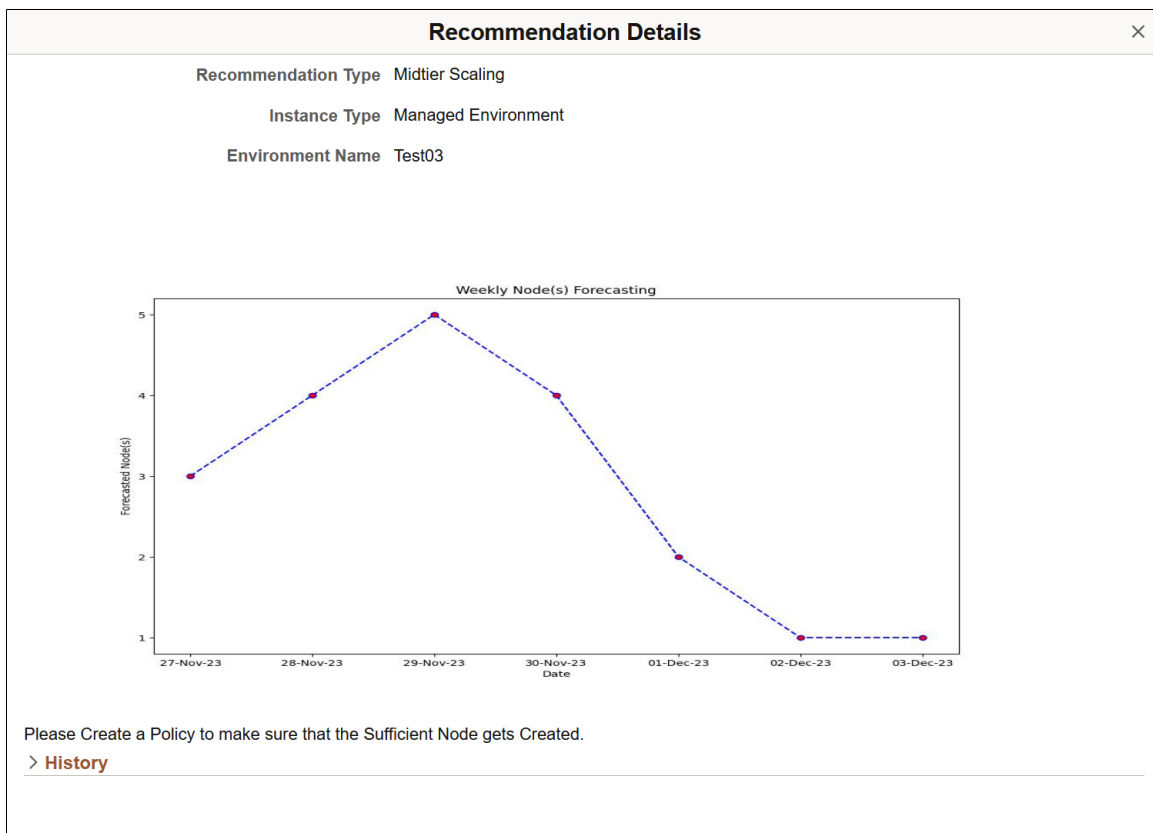 Recommendation Details
Recommendation Type Midtier Scaling
Instance Type Managed Environment
Environment Name Test03
Weekly Node(s) Forecasting
Forecasted Node(s)
5
4
3
2
1
27-Nov-23 28-Nov-23 29-Nov-23 30-Nov-23 01-Dec-23 02-Dec-23 03-Dec-23
Date
Please Create a Policy to make sure that the Sufficient Node gets Created.
History